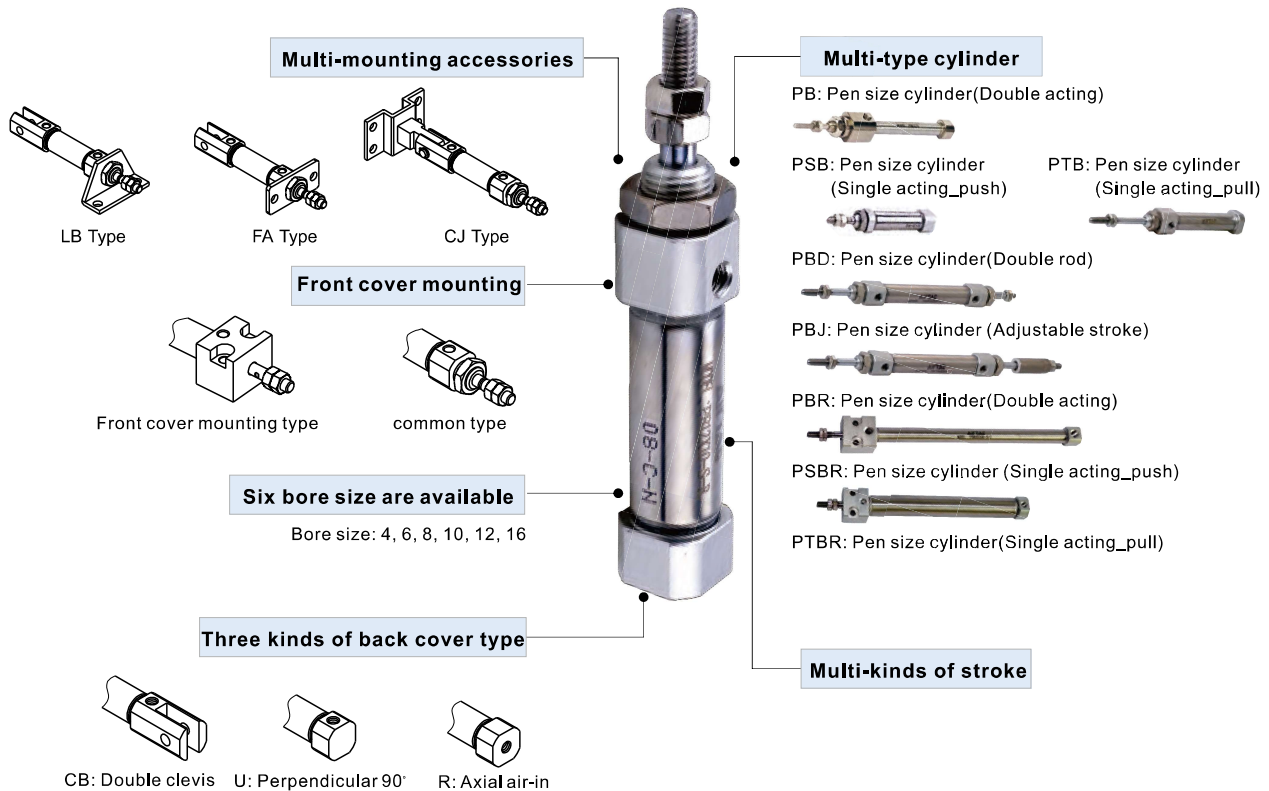 Multi-mounting accessories
LB Type
FA Type
CJ Type
Front cover mounting
Front cover mounting type
common type
Six bore size are available
Bore size: 4, 6, 8, 10, 12, 16
Three kinds of back cover type
CB: Double clevis
U: Perpendicular 90°
R: Axial air-in
Multi-type cylinder
PB: Pen size cylinder(Double acting)
PSB: Pen size cylinder
(Single acting_push)
PTB: Pen size cylinder
(Single acting_pull)
PBD: Pen size cylinder(Double rod)
PBJ: Pen size cylinder (Adjustable stroke)
PBR: Pen size cylinder(Double acting)
PSBR: Pen size cylinder (Single acting_push)
PTBR: Pen size cylinder(Single acting_pull)
Multi-kinds of stroke